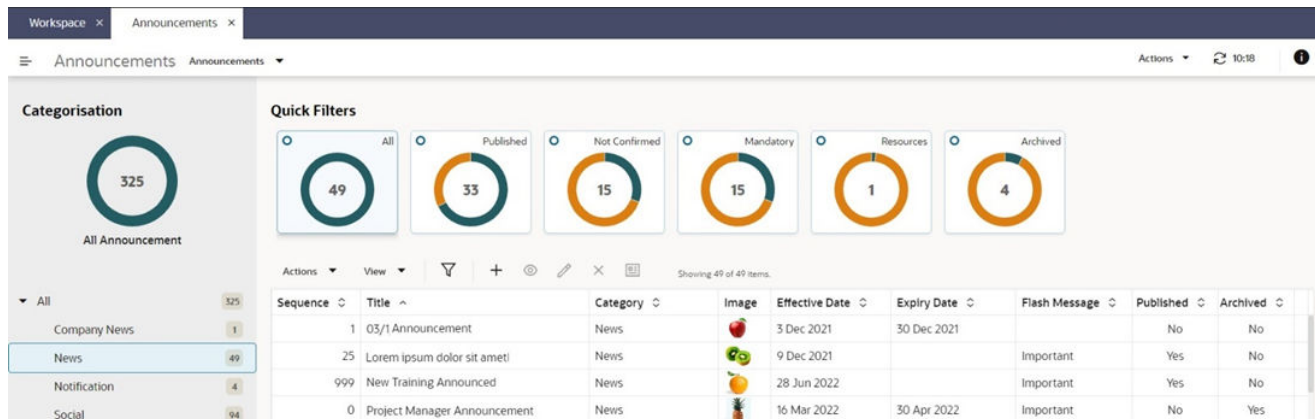 Workspace × Announcements ×
Announcements Announcements Actions 10:18
Categorisation
325
All Announcement
All 325
Company News 1
News 49
Notification 4
Social 94
Quick Filters
All Published Not Confirmed Mandatory Resources Archived
49 33 15 15 1 4
Actions View Showing 49 of 49 items.
Sequence Title Category Image Effective Date Expiry Date Flash Message Published Archived
1 03/1 Announcement News 3 Dec 2021 30 Dec 2021 No No
25 Lorem ipsum dolor sit amet News 9 Dec 2021 Important Yes No
999 New Training Announced News 28 Jun 2022 Important Yes No
0 Project Manager Announcement News 16 Mar 2022 30 Apr 2022 Important No Yes